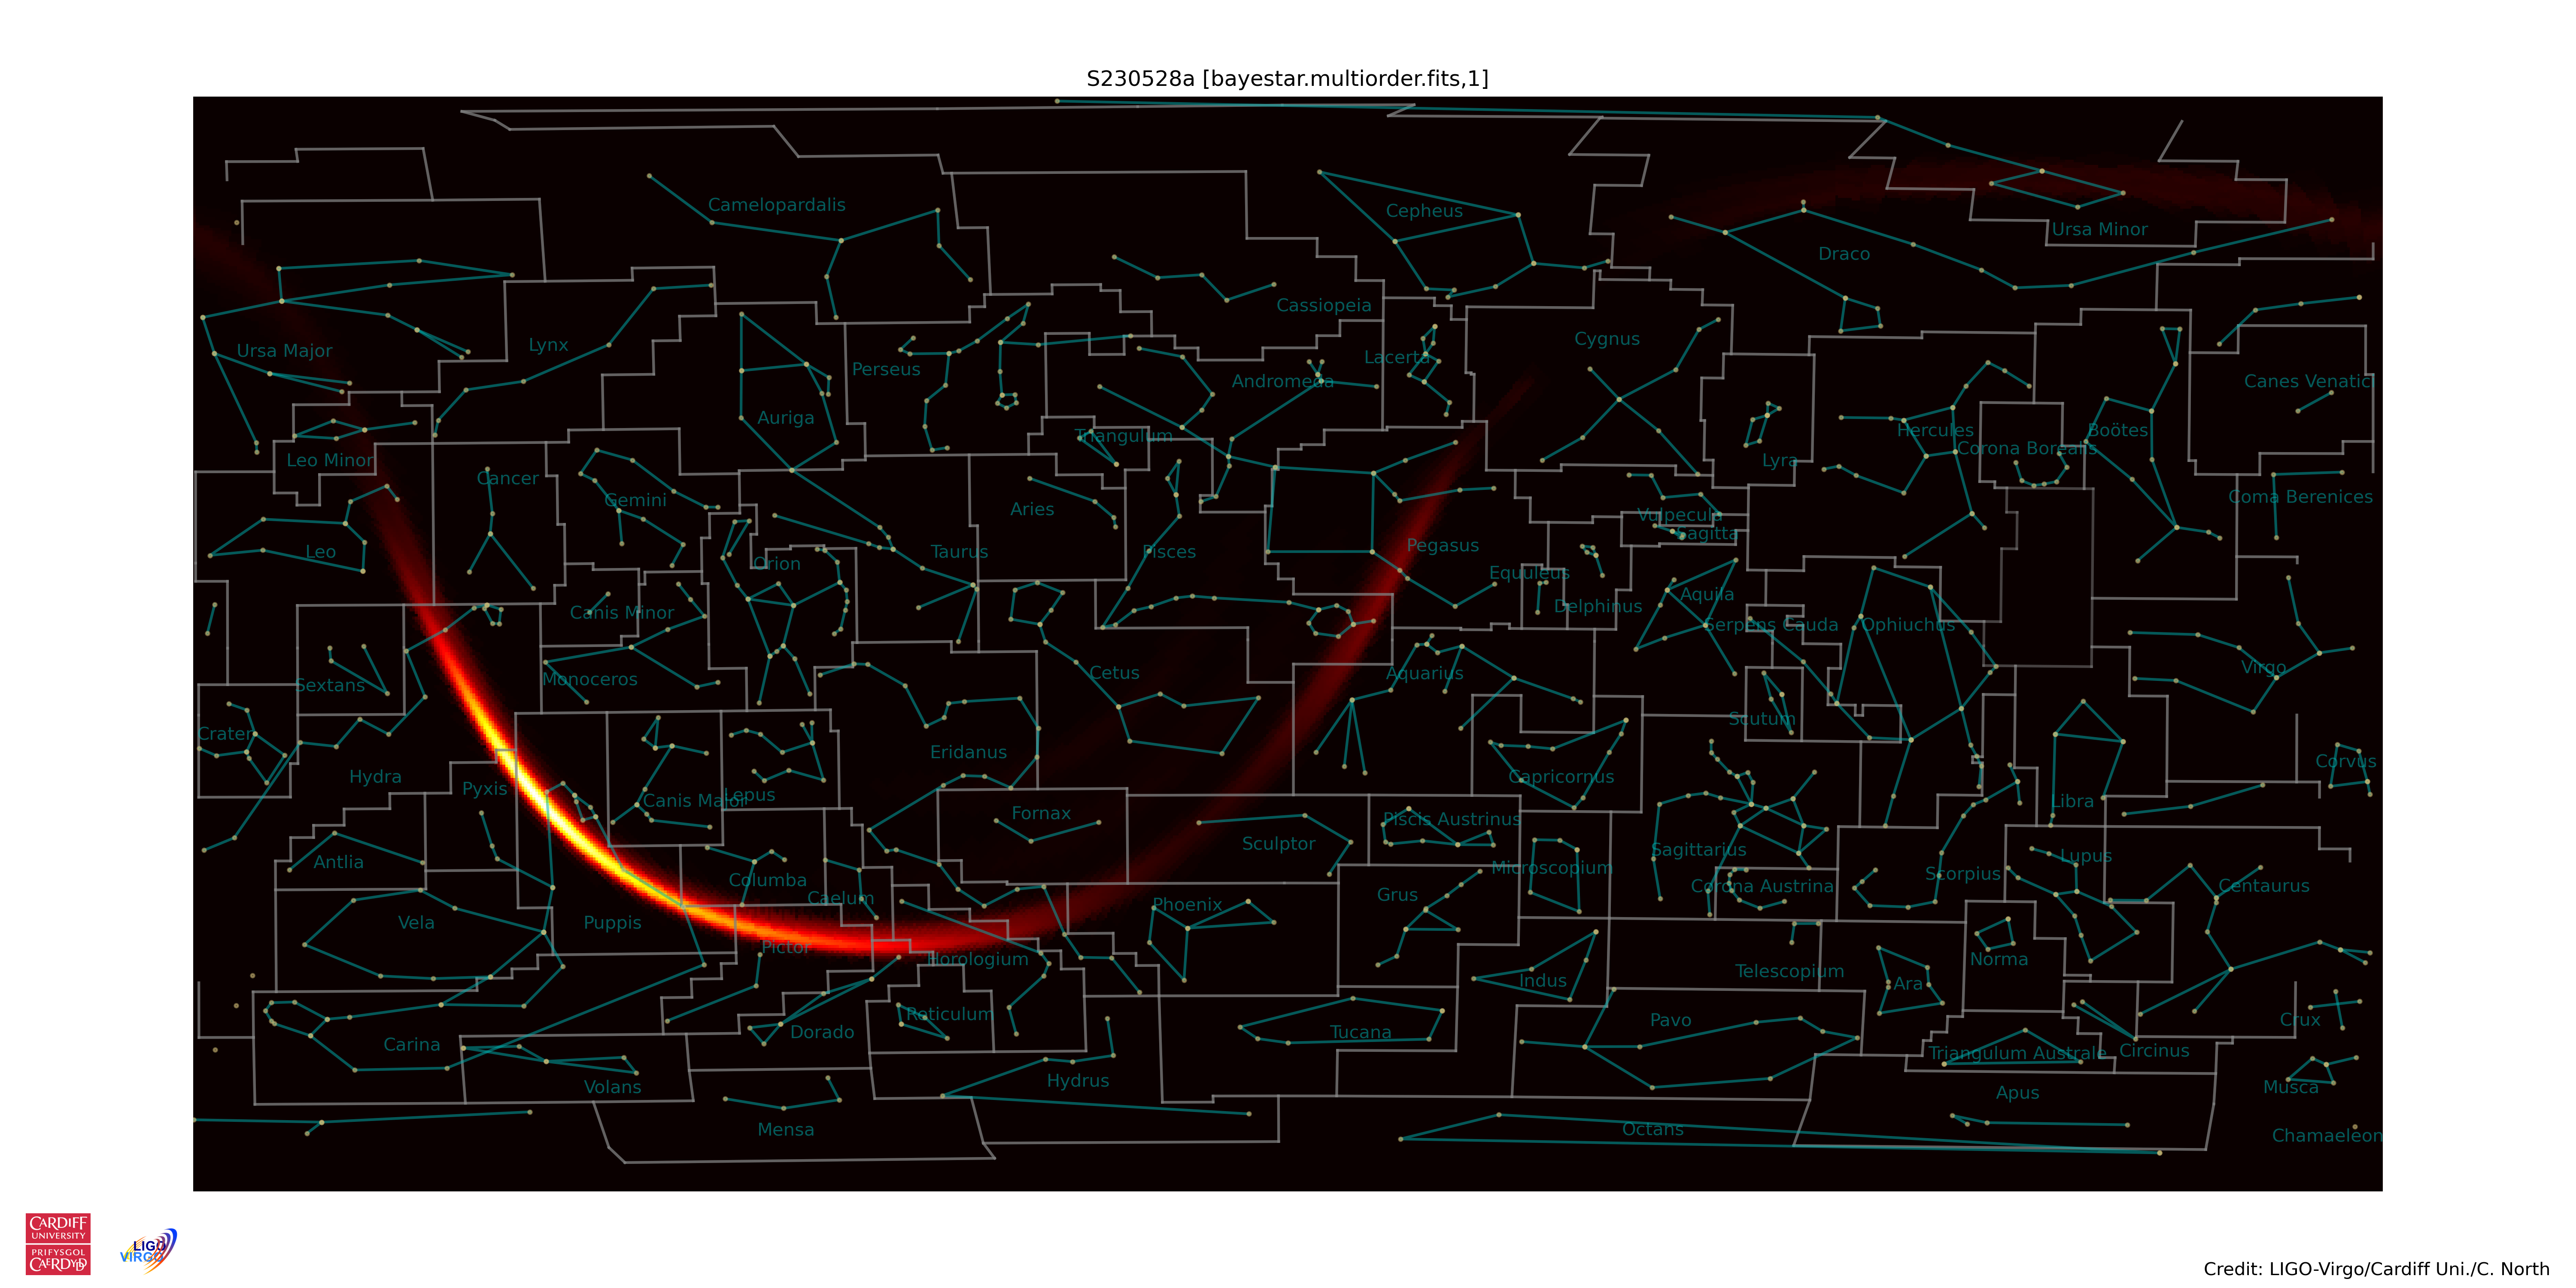 S230528a [bayestar.multiorder.fits,1]
Camelopardalis
Cepheus
Ursa Minor
Draco
Cassiopeia
Ursa Major
Lynx
Perseus
Lacerta
Cygnus
Andromeda
Canes Venatici
Auriga
Triangulum
Hercules
Boötes
Corona Borealis
Leo Minor
Lyra
Cancer
Gemini
Coma Berenices
Aries
Vulpecula
Sagitta
Leo
Orion
Taurus
Pisces
Pegasus
Equuleus
Canis Minor
Delphinus
Aquila
Serpens Cauda
Ophiuchus
Sextans
Monoceros
Cetus
Aquarius
Virgo
Crater
Scutum
Hydra
Eridanus
Capricornus
Corvus
Pyxis
Canis Major
Lepus
Libra
Fornax
Piscis Austrinus
Antlia
Sculptor
Sagittarius
Lupus
Columba
Caelum
Grus
Microscopium
Corona Austrina
Scorpius
Centaurus
Vela
Puppis
Phoenix
Pictor
Horologium
Indus
Telescopium
Ara
Norma
Reticulum
Carina
Dorado
Tucana
Pavo
Crux
Triangulum Australe
Circinus
Volans
Hydrus
Apus
Musca
Mensa
Octans
Chamaeleon
CARDIFF
UNIVERSITY
PRIFYSGOL
CAERDYDD
LIGO
VIRGO
Credit: LIGO-Virgo/Cardiff Uni./C. North